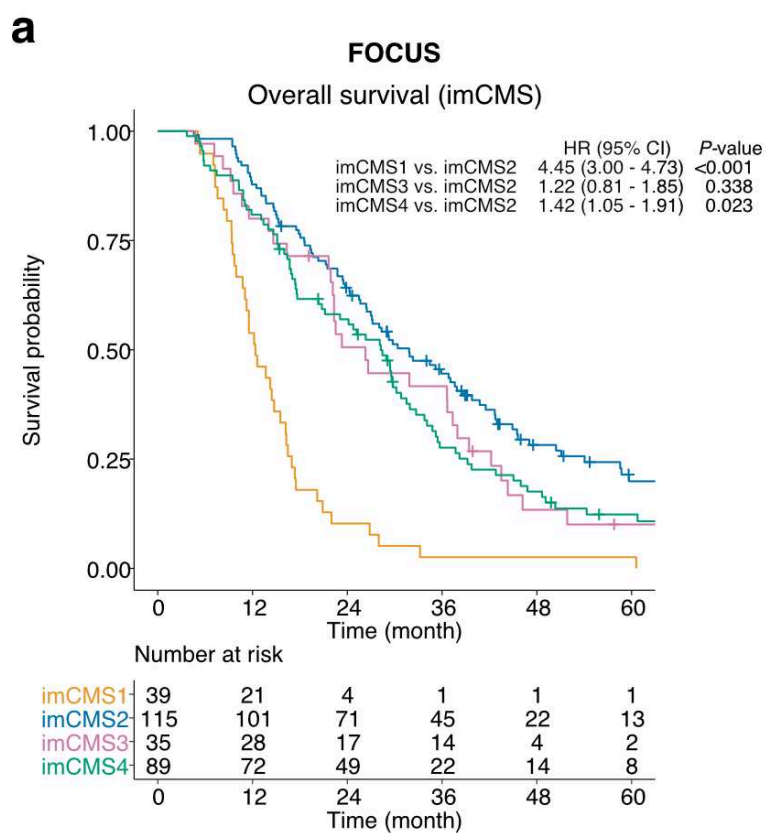 a
FOCUS
Overall survival (imCMS)
HR (95% CI) P-value
imCMS1 vs. imCMS2 4.45 (3.00 - 4.73) <0.001
imCMS3 vs. imCMS2 1.22 (0.81 - 1.85) 0.338
imCMS4 vs. imCMS2 1.42 (1.05 - 1.91) 0.023
1.00
0.75
0.50
0.25
0.00
Survival probability
0 12 24 36 48 60
Time (month)
Number at risk
imCMS1 39 21 4 1 1 1
imCMS2 115 101 71 45 22 13
imCMS3 35 28 17 14 4 2
imCMS4 89 72 49 22 14 8
0 12 24 36 48 60
Time (month)